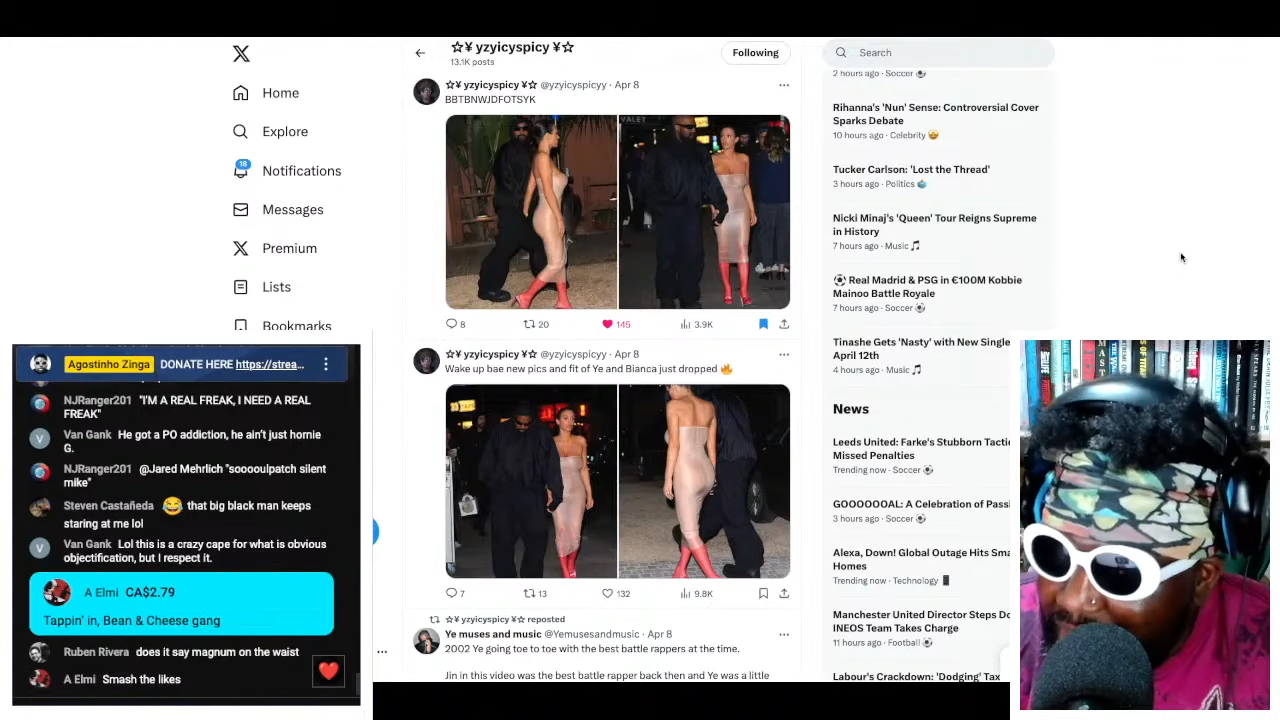 ☆¥ yzyicyspicy ¥☆
13.1K posts
Following
Search
Home
Explore
18
Notifications
Messages
Premium
Lists
Bookmarks
☆¥ yzyicyspicy ¥☆ @yzyicyspicyy · Apr 8
BBTBNWJDFOTSYK
VALET
8 20 145 3.9K
☆¥ yzyicyspicy ¥☆ @yzyicyspicyy · Apr 8
Wake up bae new pics and fit of Ye and Bianca just dropped 🔥
7 13 132 9.8K
☆¥ yzyicyspicy ¥☆ reposted
Ye muses and music @Yemusesandmusic · Apr 8
2002 Ye going toe to toe with the best battle rappers at the time.
Jin in this video was the best battle rapper back then and Ye was a little
2 hours ago · Soccer ⚽
Rihanna's 'Nun' Sense: Controversial Cover
Sparks Debate
10 hours ago · Celebrity 🤩
Tucker Carlson: 'Lost the Thread'
3 hours ago · Politics 🗳️
Nicki Minaj's 'Queen' Tour Reigns Supreme
in History
7 hours ago · Music 🎵
⚽ Real Madrid & PSG in €100M Kobbie
Mainoo Battle Royale
7 hours ago · Soccer ⚽
Tinashe Gets 'Nasty' with New Single
April 12th
4 hours ago · Music 🎵
News
Leeds United: Farke's Stubborn Tactic
Missed Penalties
Trending now · Soccer ⚽
GOOOOOOAL: A Celebration of Passi
3 hours ago · Soccer ⚽
Alexa, Down! Global Outage Hits Sma
Homes
Trending now · Technology 📱
Manchester United Director Steps Do
INEOS Team Takes Charge
11 hours ago · Football ⚽
Labour's Crackdown: 'Dodging' Tax
Agostinho Zinga DONATE HERE https://strea...
NJRanger201 "I'M A REAL FREAK, I NEED A REAL
FREAK"
Van Gank He got a PO addiction, he ain't just hornie
G.
NJRanger201 @Jared Mehrlich "sooooulpatch silent
mike"
Steven Castañeda 😂 that big black man keeps
staring at me lol
Van Gank Lol this is a crazy cape for what is obvious
objectification, but I respect it.
A Elmi CA$2.79
Tappin' in, Bean & Cheese gang
Ruben Rivera does it say magnum on the waist
A Elmi Smash the likes